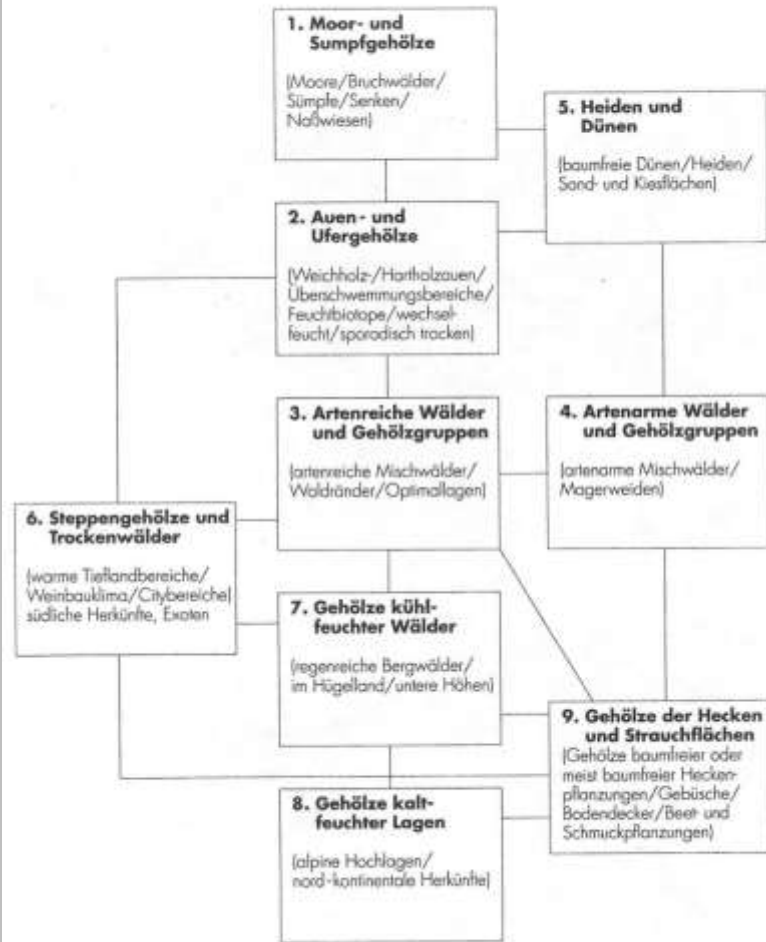 1. Moor- und
Sumpfgehölze
(Moore/Bruchwälder/
Sümpfe/Senken/
Naßwiesen)
5. Heiden und
Dünen
(baumfreie Dünen/Heiden/
Sand- und Kiesflächen)
2. Auen- und
Ufergehölze
(Weichholz-/Hartholzauen/
Überschwemmungsbereiche/
Feuchtbiotope/wechsel-
feucht/sporadisch trocken)
3. Artenreiche Wälder
und Gehölzgruppen
(artenreiche Mischwälder/
Waldränder/Optimallagen)
4. Artenarme Wälder
und Gehölzgruppen
(artenarme Mischwälder/
Magerweiden)
6. Steppengehölze und
Trockenwälder
(warme Tieflandbereiche/
Weinbauklima/Citybereiche)
südliche Herkünfte, Exoten
7. Gehölze kühl-
feuchter Wälder
(regenreiche Bergwälder/
im Hügelland/untere Höhen)
9. Gehölze der Hecken
und Strauchflächen
(Gehölze baumfreier oder
meist baumfreier Hecken-
pflanzungen/Gebüsche/
Bodendecker/Beet- und
Schmuckpflanzungen)
8. Gehölze kalt-
feuchter Lagen
(alpine Hochlagen/
nord-kontinentale Herkünfte)